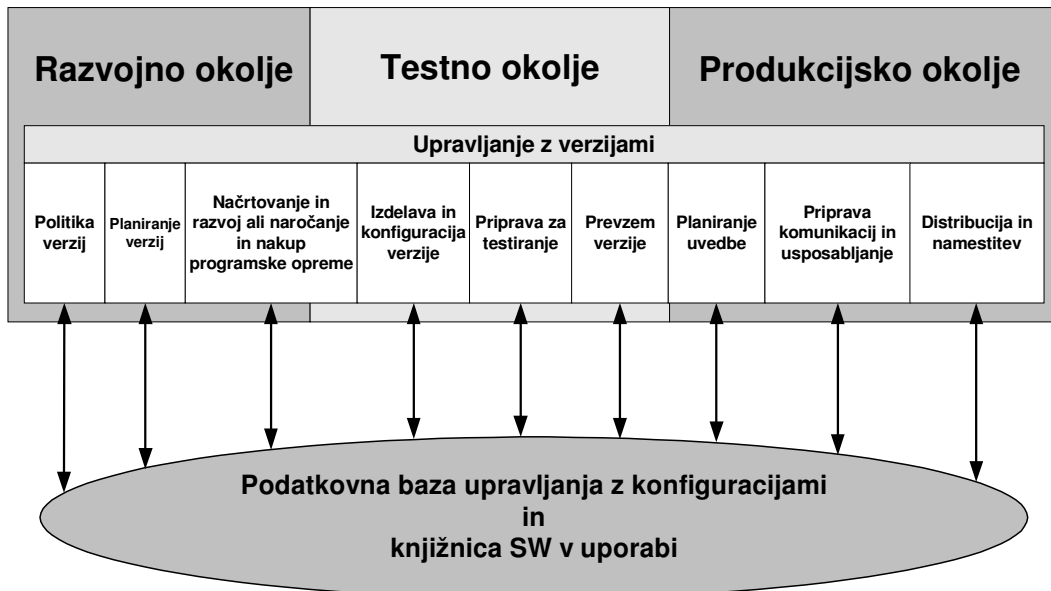 Razvojno okolje
Testno okolje
Produkcijsko okolje
Upravljanje z verzijami
Politika
verzij
Planiranje
verzij
Načrtovanje in
razvoj ali naročanje
in nakup
programske opreme
Izdelava in
konfiguracija
verzije
Priprava za
testiranje
Prevzem
verzije
Planiranje
uvedbe
Priprava
komunikacij in
usposabljanje
Distribucija in
namestitev
Podatkovna baza upravljanja z konfiguracijami
in
knjižnica SW v uporabi